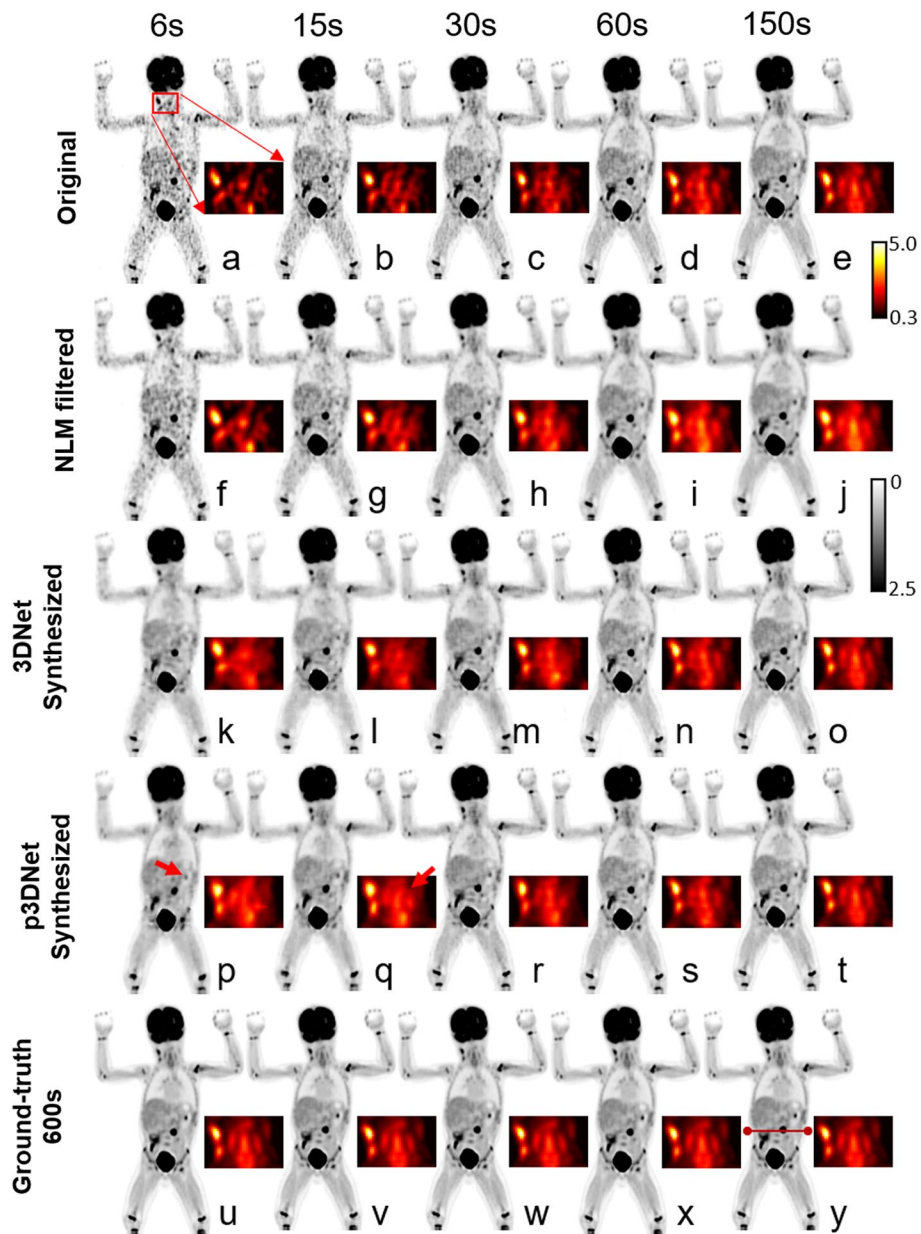 6s 15s 30s 60s 150s
Original
a b c d e
5.0
0.3
NLM filtered
f g h i j
0
2.5
3DNet
Synthesized
k l m n o
p3DNet
Synthesized
p q r s t
Ground-truth
600s
u v w x y